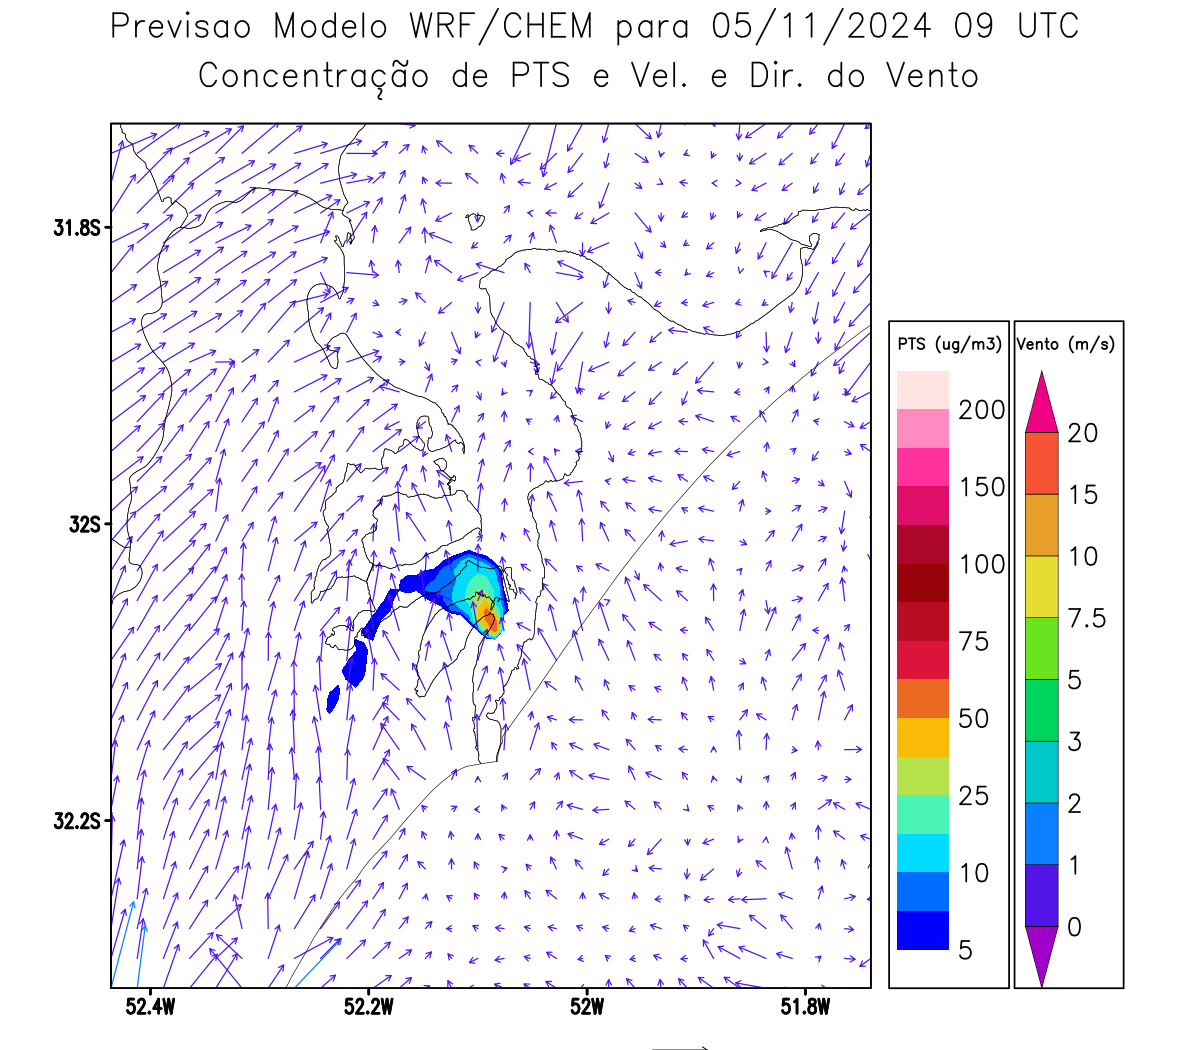 Previsao Modelo WRF/CHEM para 05/11/2024 09 UTC
Concentração de PTS e Vel. e Dir. do Vento
31.8S
32S
32.2S
52.4W
52.2W
52W
51.8W
PTS (ug/m3)
200
150
100
75
50
25
10
5
Vento (m/s)
20
15
10
7.5
5
3
2
1
0